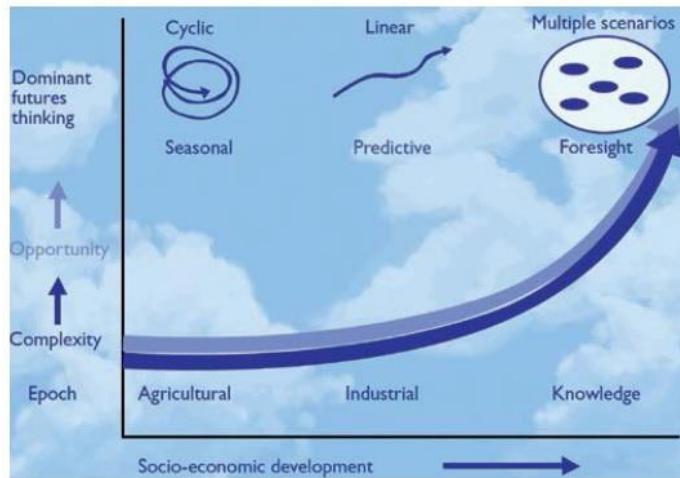 Cyclic
Linear
Multiple scenarios
Dominant
futures
thinking
Seasonal
Predictive
Foresight
Opportunity
Complexity
Epoch
Agricultural
Industrial
Knowledge
Socio-economic development